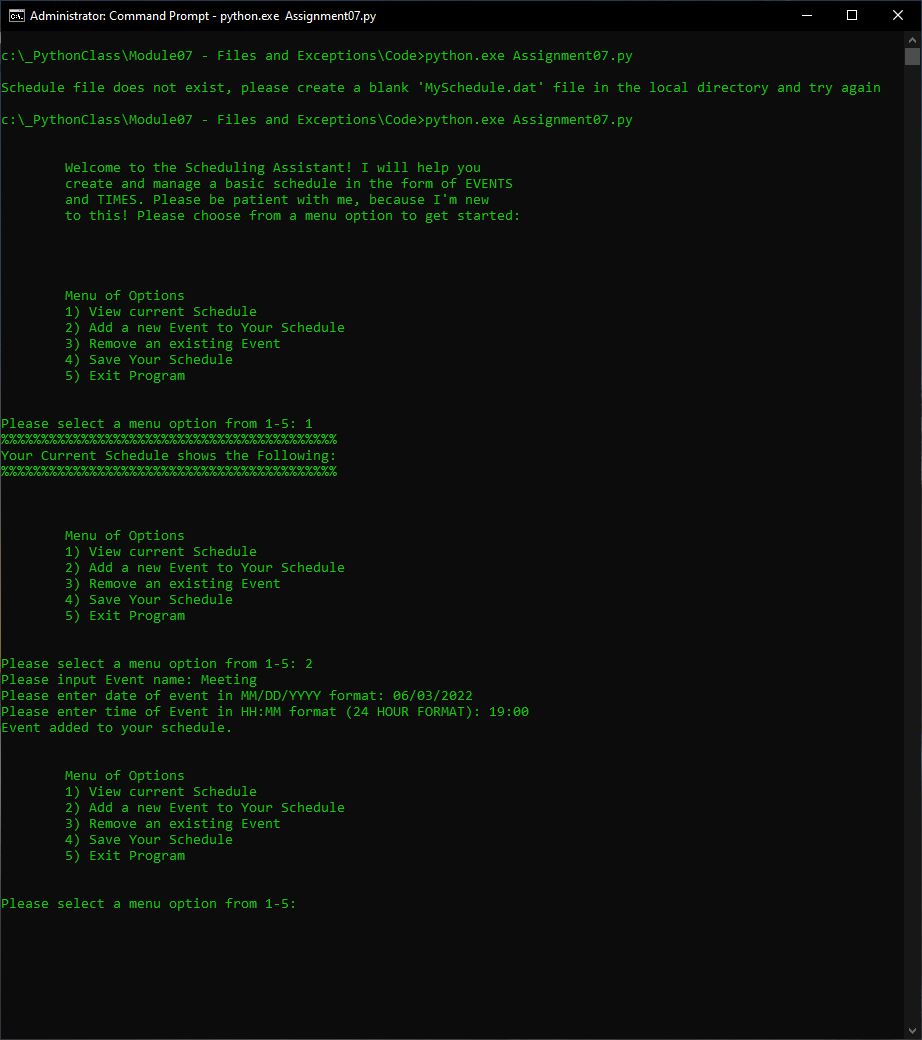 Administrator: Command Prompt - python.exe Assignment07.py
c:\_PythonClass\Module07 - Files and Exceptions\Code>python.exe Assignment07.py
Schedule file does not exist, please create a blank 'MySchedule.dat' file in the local directory and try again
c:\_PythonClass\Module07 - Files and Exceptions\Code>python.exe Assignment07.py
Welcome to the Scheduling Assistant! I will help you
create and manage a basic schedule in the form of EVENTS
and TIMES. Please be patient with me, because I'm new
to this! Please choose from a menu option to get started:
Menu of Options
1) View current Schedule
2) Add a new Event to Your Schedule
3) Remove an existing Event
4) Save Your Schedule
5) Exit Program
Please select a menu option from 1-5: 1
%%%%%%%%%%%%%%%%%%%%%%%%%%%%%%%%%%%%%%%%%%
Your Current Schedule shows the Following:
%%%%%%%%%%%%%%%%%%%%%%%%%%%%%%%%%%%%%%%%%%
Menu of Options
1) View current Schedule
2) Add a new Event to Your Schedule
3) Remove an existing Event
4) Save Your Schedule
5) Exit Program
Please select a menu option from 1-5: 2
Please input Event name: Meeting
Please enter date of event in MM/DD/YYYY format: 06/03/2022
Please enter time of Event in HH:MM format (24 HOUR FORMAT): 19:00
Event added to your schedule.
Menu of Options
1) View current Schedule
2) Add a new Event to Your Schedule
3) Remove an existing Event
4) Save Your Schedule
5) Exit Program
Please select a menu option from 1-5: